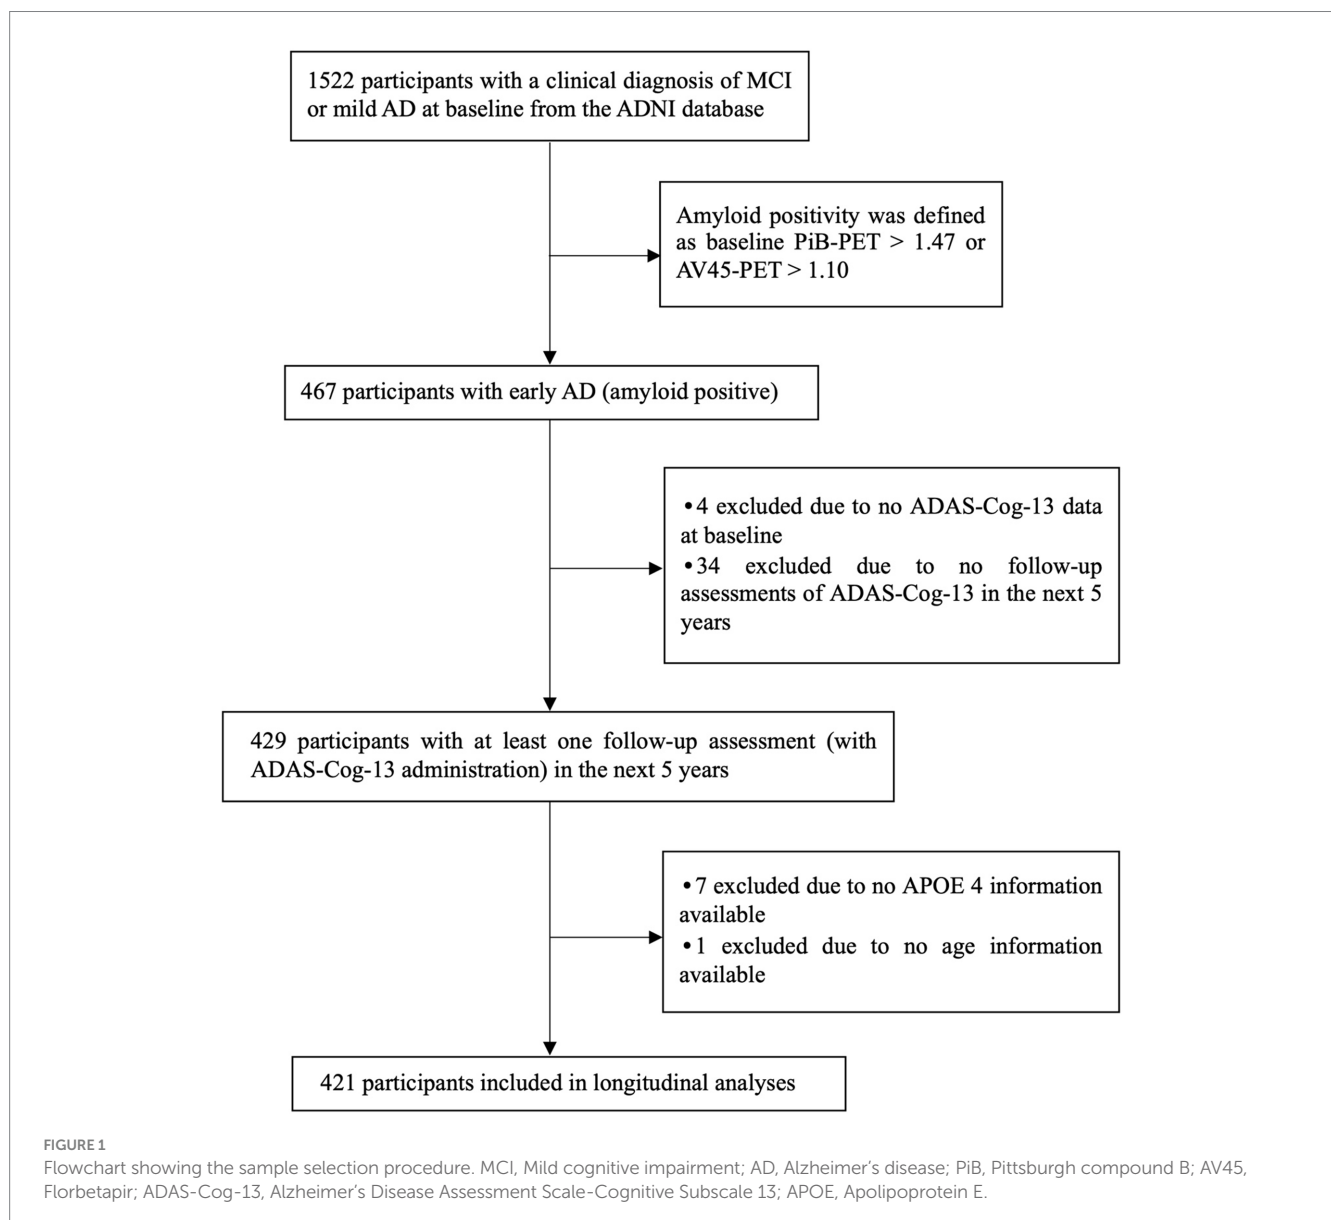 1522 participants with a clinical diagnosis of MCI
or mild AD at baseline from the ADNI database
Amyloid positivity was defined
as baseline PiB-PET > 1.47 or
AV45-PET > 1.10
467 participants with early AD (amyloid positive)
•4 excluded due to no ADAS-Cog-13 data
at baseline
•34 excluded due to no follow-up
assessments of ADAS-Cog-13 in the next 5
years
429 participants with at least one follow-up assessment (with
ADAS-Cog-13 administration) in the next 5 years
•7 excluded due to no APOE 4 information
available
•1 excluded due to no age information
available
421 participants included in longitudinal analyses
FIGURE 1
Flowchart showing the sample selection procedure. MCI, Mild cognitive impairment; AD, Alzheimer's disease; PiB, Pittsburgh compound B; AV45,
Florbetapir; ADAS-Cog-13, Alzheimer's Disease Assessment Scale-Cognitive Subscale 13; APOE, Apolipoprotein E.